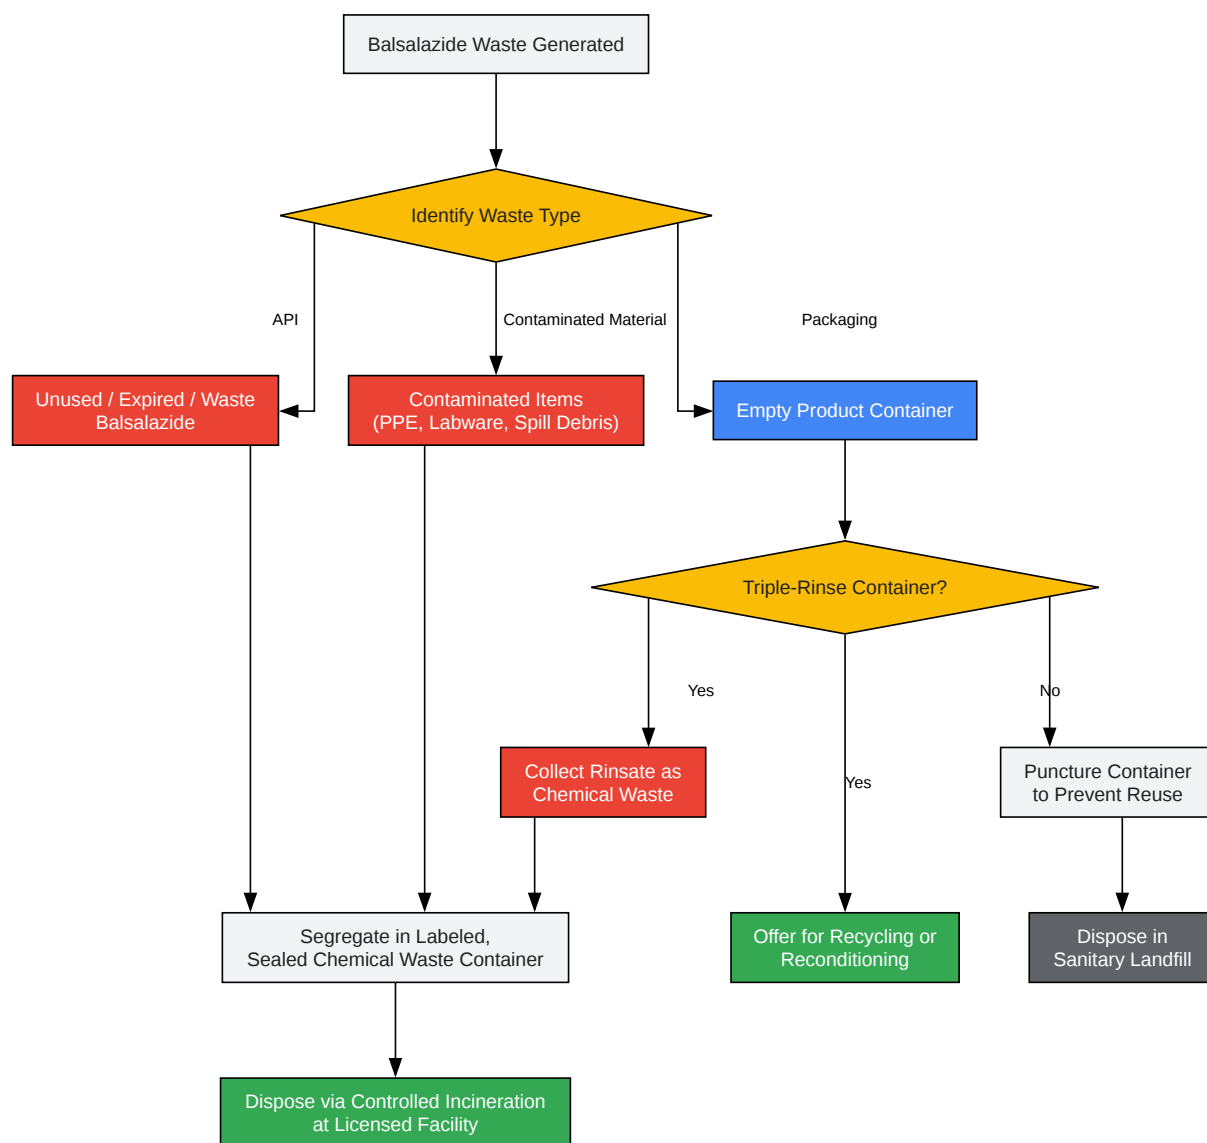 Balsalazide Waste Generated
Identify Waste Type
API
Contaminated Material
Packaging
Unused / Expired / Waste
Balsalazide
Contaminated Items
(PPE, Labware, Spill Debris)
Empty Product Container
Triple-Rinse Container?
Yes
No
Collect Rinsate as
Chemical Waste
Yes
Puncture Container
to Prevent Reuse
Segregate in Labeled,
Sealed Chemical Waste Container
Offer for Recycling or
Reconditioning
Dispose in
Sanitary Landfill
Dispose via Controlled Incineration
at Licensed Facility